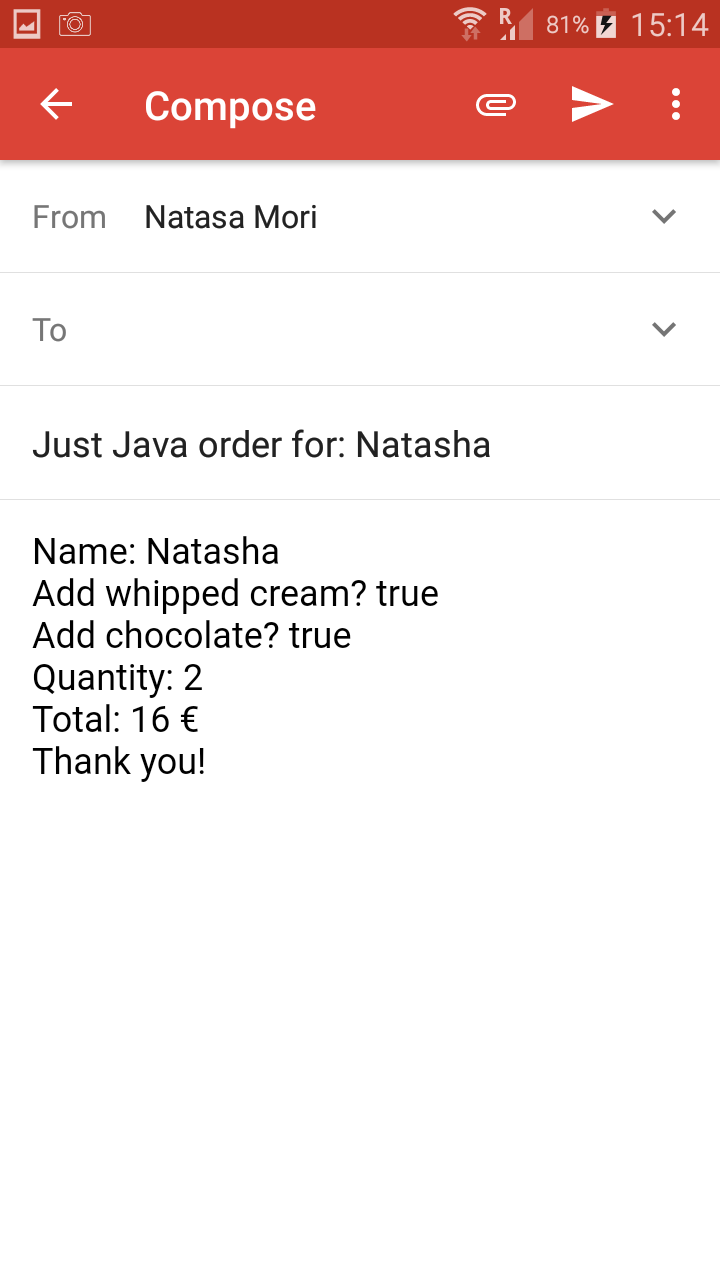 R 81% 15:14
Compose
From Natasa Mori
To
Just Java order for: Natasha
Name: Natasha
Add whipped cream? true
Add chocolate? true
Quantity: 2
Total: 16 €
Thank you!